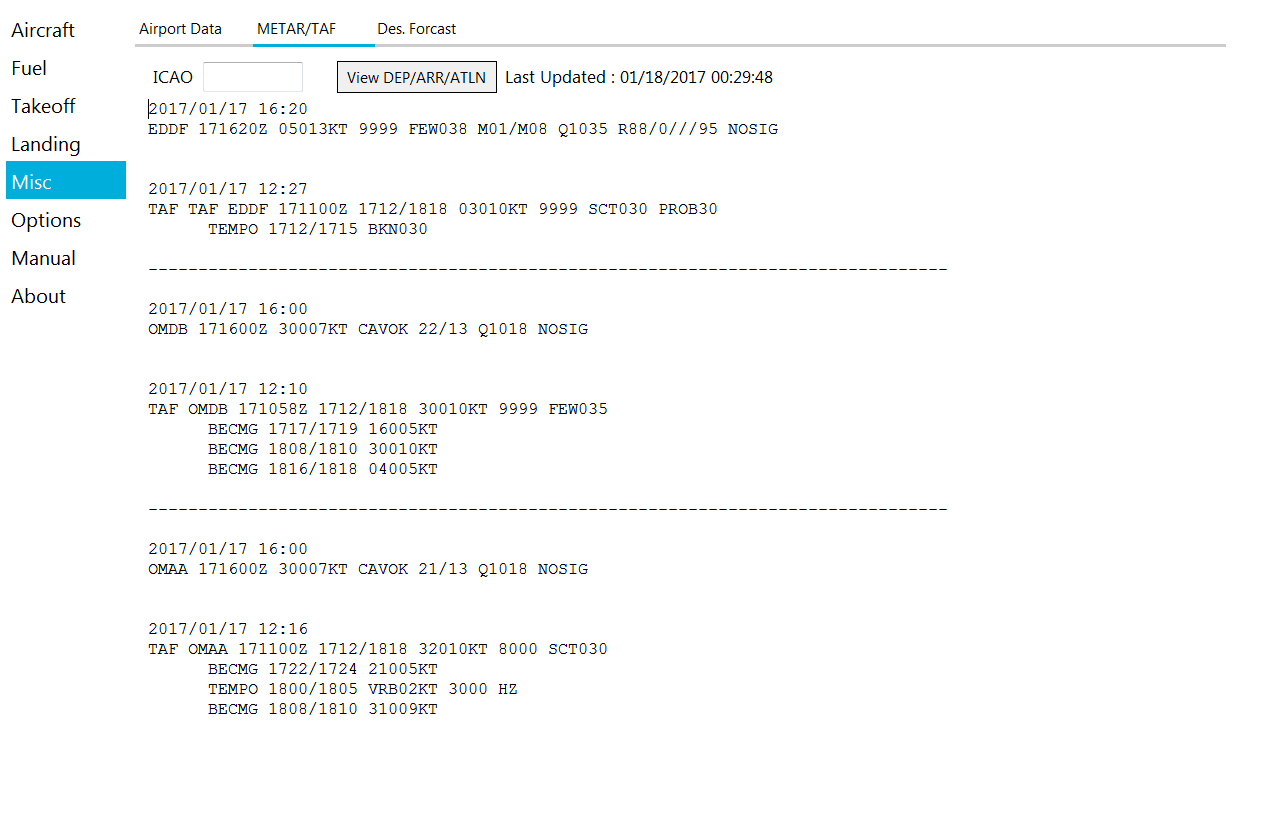 Aircraft
Fuel
Takeoff
Landing
Misc
Options
Manual
About
Airport Data
METAR/TAF
Des. Forcast
ICAO
View DEP/ARR/ATLN
Last Updated : 01/18/2017 00:29:48
2017/01/17 16:20
EDDF 171620Z 05013KT 9999 FEW038 M01/M08 Q1035 R88/0///95 NOSIG
2017/01/17 12:27
TAF TAF EDDF 171100Z 1712/1818 03010KT 9999 SCT030 PROB30
TEMPO 1712/1715 BKN030
--------------------------------------------------------------------------------
2017/01/17 16:00
OMDB 171600Z 30007KT CAVOK 22/13 Q1018 NOSIG
2017/01/17 12:10
TAF OMDB 171058Z 1712/1818 30010KT 9999 FEW035
BECMG 1717/1719 16005KT
BECMG 1808/1810 30010KT
BECMG 1816/1818 04005KT
--------------------------------------------------------------------------------
2017/01/17 16:00
OMAA 171600Z 30007KT CAVOK 21/13 Q1018 NOSIG
2017/01/17 12:16
TAF OMAA 171100Z 1712/1818 32010KT 8000 SCT030
BECMG 1722/1724 21005KT
TEMPO 1800/1805 VRB02KT 3000 HZ
BECMG 1808/1810 31009KT